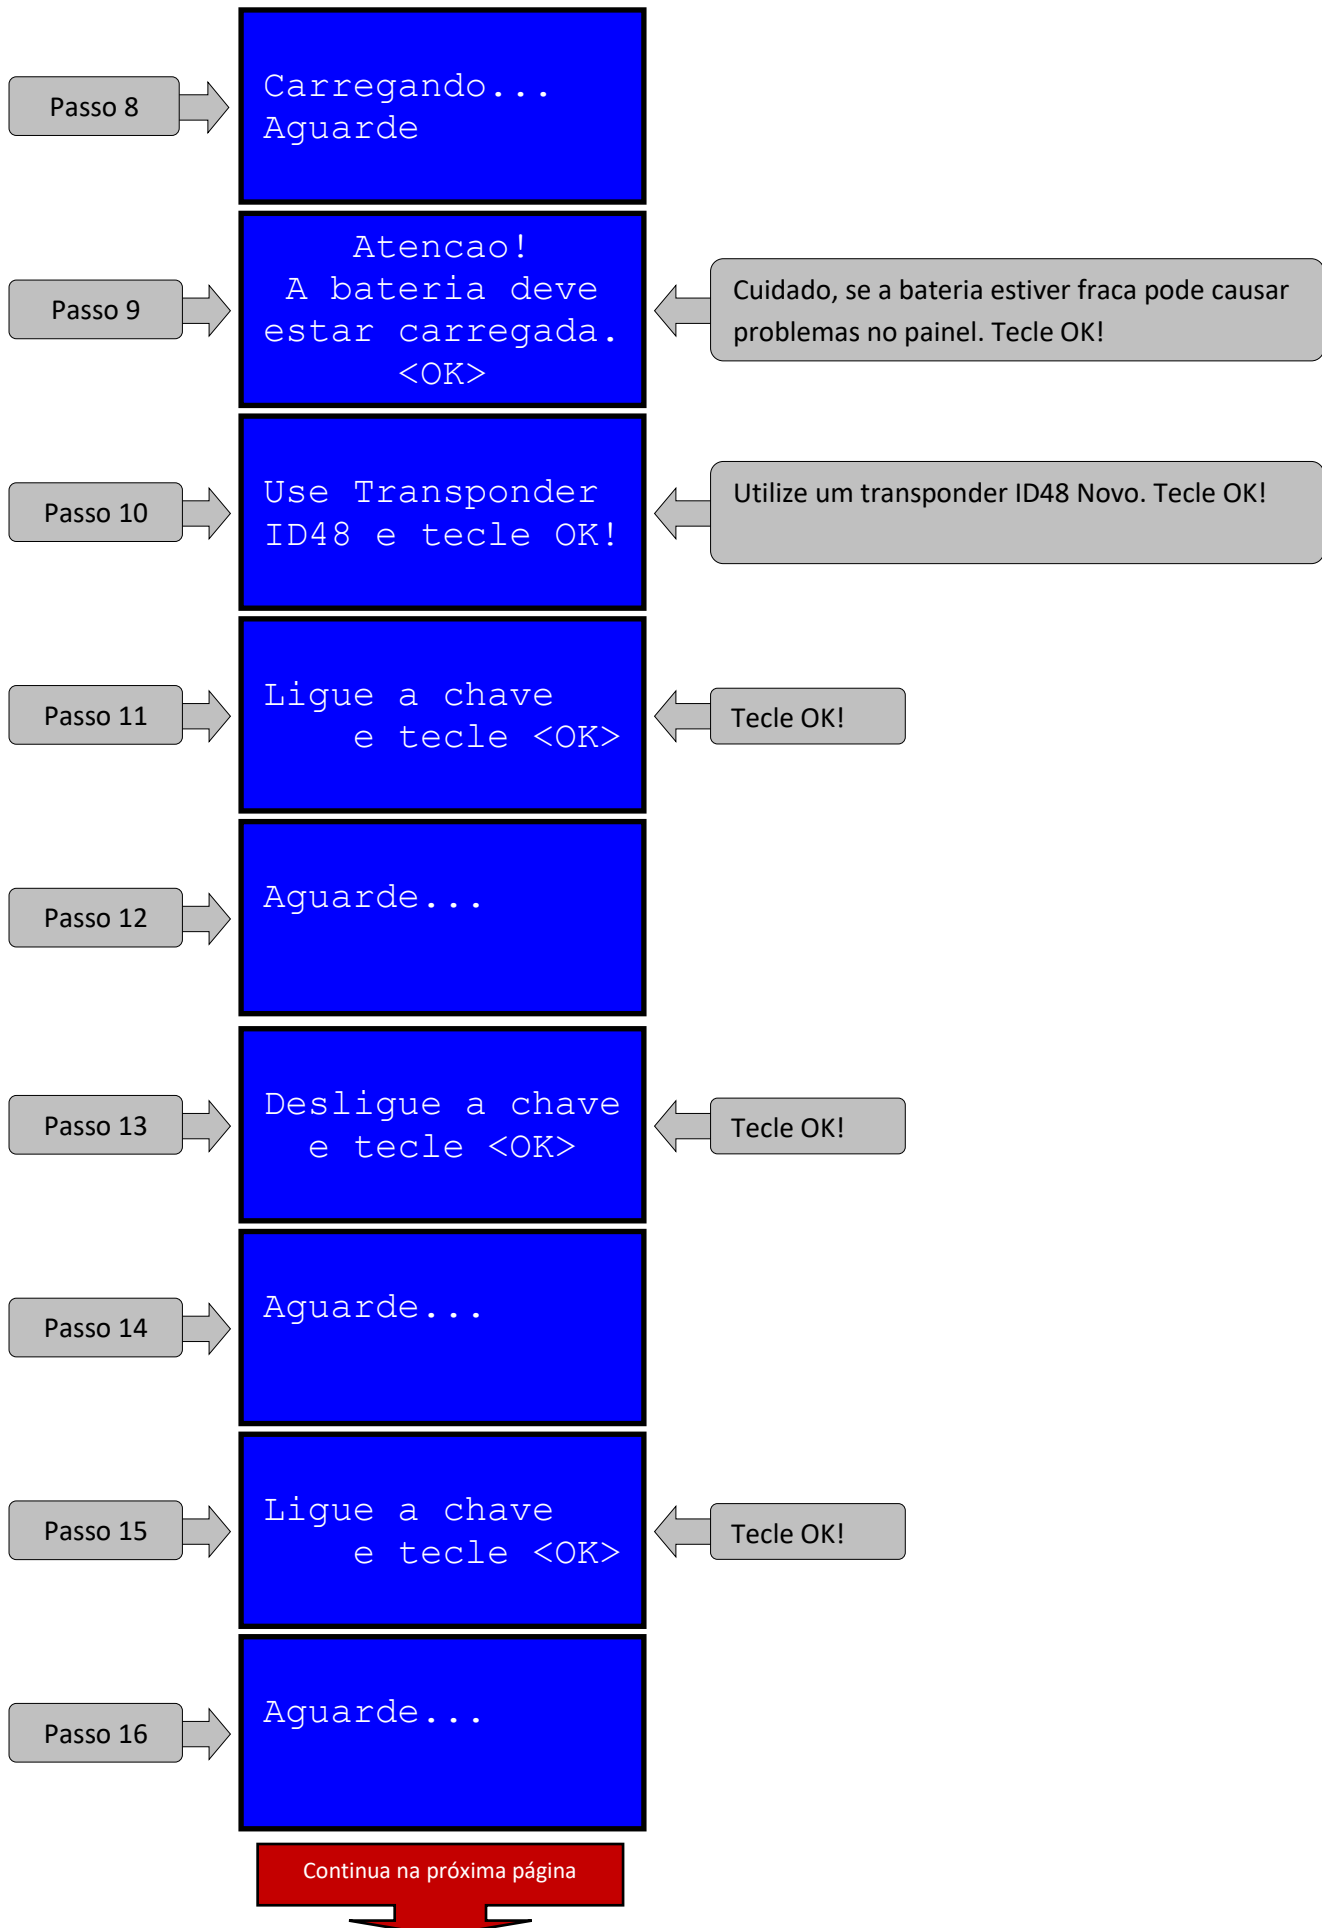 Passo 8
Carregando...
Aguarde
Passo 9
Atencao!
A bateria deve
estar carregada.
<OK>
Cuidado, se a bateria estiver fraca pode causar
problemas no painel. Tecle OK!
Passo 10
Use Transponder
ID48 e tecle OK!
Utilize um transponder ID48 Novo. Tecle OK!
Passo 11
Ligue a chave
e tecle <OK>
Tecle OK!
Passo 12
Aguarde...
Passo 13
Desligue a chave
e tecle <OK>
Tecle OK!
Passo 14
Aguarde...
Passo 15
Ligue a chave
e tecle <OK>
Tecle OK!
Passo 16
Aguarde...
Continua na próxima página